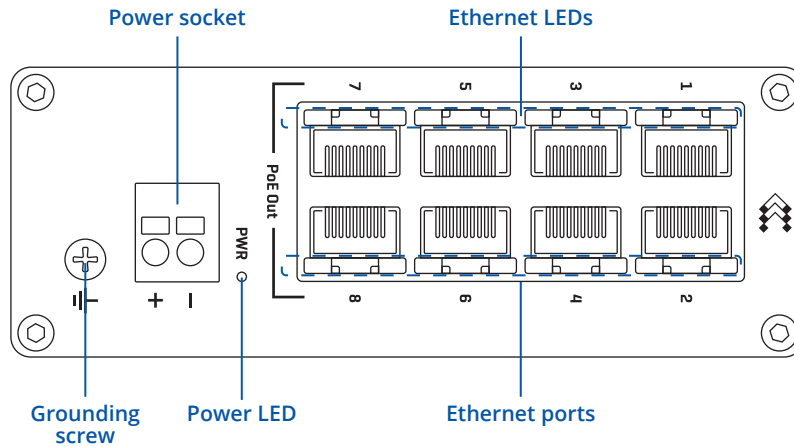 Power socket
Ethernet LEDs
7
5
3
1
PoE Out
PWR
+
-
8
6
4
2
Grounding
screw
Power LED
Ethernet ports